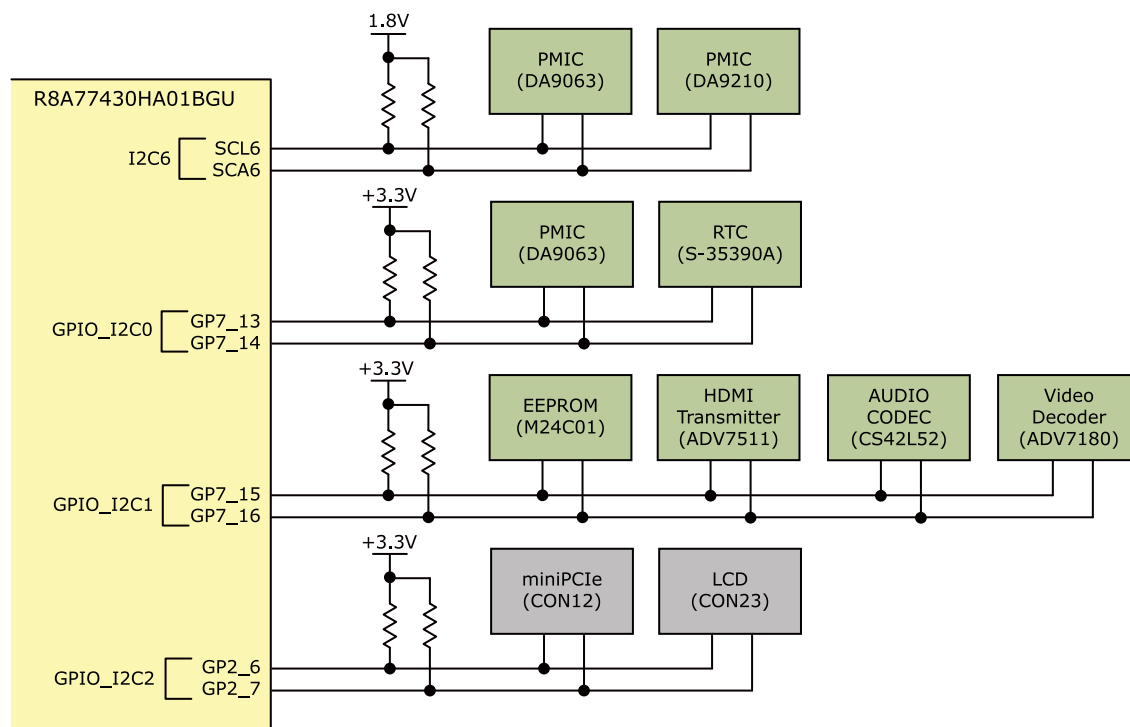 R8A77430HA01BGU
1.8V
PMIC
(DA9063)
PMIC
(DA9210)
I2C6
SCL6
SCA6
+3.3V
PMIC
(DA9063)
RTC
(S-35390A)
GPIO_I2C0
GP7_13
GP7_14
+3.3V
EEPROM
(M24C01)
HDMI
Transmitter
(ADV7511)
AUDIO
CODEC
(CS42L52)
Video
Decoder
(ADV7180)
GPIO_I2C1
GP7_15
GP7_16
+3.3V
miniPCIe
(CON12)
LCD
(CON23)
GPIO_I2C2
GP2_6
GP2_7